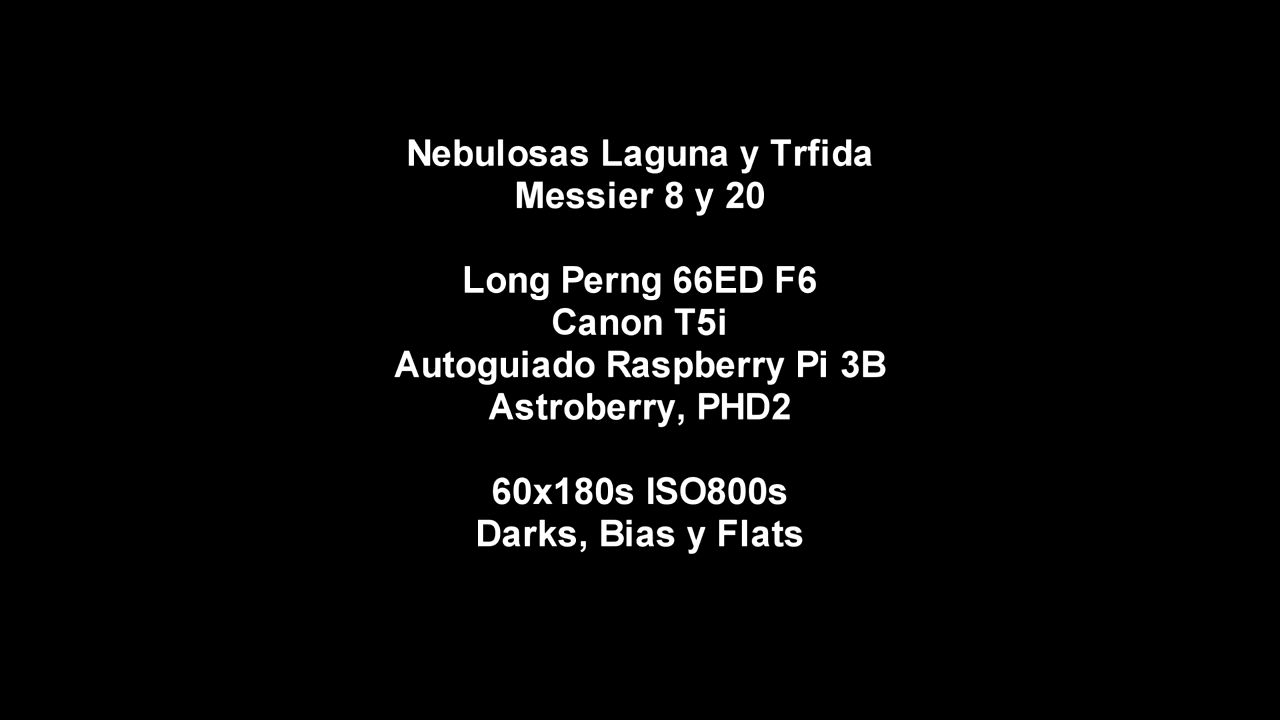 Nebulosas Laguna y Trfida
Messier 8 y 20
Long Perng 66ED F6
Canon T5i
Autoguiado Raspberry Pi 3B
Astroberry, PHD2
60x180s ISO800s
Darks, Bias y Flats